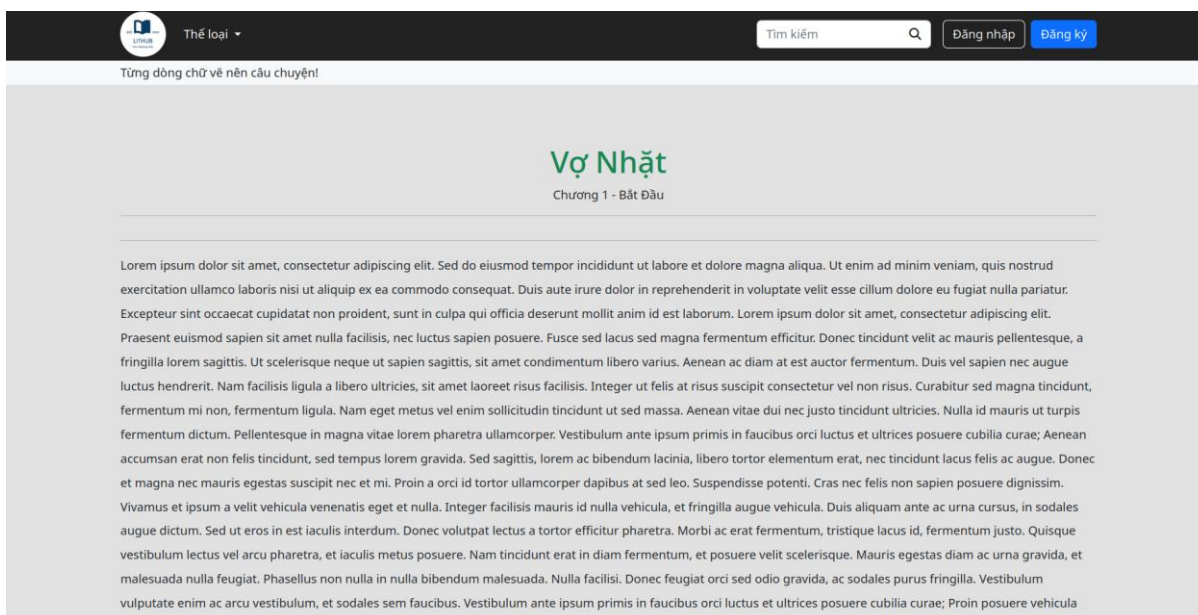 LITHUB
Thể loại
Tìm kiếm
Đăng nhập
Đăng ký
Từng dòng chữ vẽ nên câu chuyện!
Vợ Nhặt
Chương 1 - Bắt Đầu
Lorem ipsum dolor sit amet, consectetur adipiscing elit. Sed do eiusmod tempor incididunt ut labore et dolore magna aliqua. Ut enim ad minim veniam, quis nostrud
exercitation ullamco laboris nisi ut aliquip ex ea commodo consequat. Duis aute irure dolor in reprehenderit in voluptate velit esse cillum dolore eu fugiat nulla pariatur.
Excepteur sint occaecat cupidatat non proident, sunt in culpa qui officia deserunt mollit anim id est laborum. Lorem ipsum dolor sit amet, consectetur adipiscing elit.
Praesent euismod sapien sit amet nulla facilisis, nec luctus sapien posuere. Fusce sed lacus sed magna fermentum efficitur. Donec tincidunt velit ac mauris pellentesque, a
fringilla lorem sagittis. Ut scelerisque neque ut sapien sagittis, sit amet condimentum libero varius. Aenean ac diam at est auctor fermentum. Duis vel sapien nec augue
luctus hendrerit. Nam facilisis ligula a libero ultricies, sit amet laoreet risus facilisis. Integer ut felis at risus suscipit consectetur vel non risus. Curabitur sed magna tincidunt,
fermentum mi non, fermentum ligula. Nam eget metus vel enim sollicitudin tincidunt ut sed massa. Aenean vitae dui nec justo tincidunt ultricies. Nulla id mauris ut turpis
fermentum dictum. Pellentesque in magna vitae lorem pharetra ullamcorper. Vestibulum ante ipsum primis in faucibus orci luctus et ultrices posuere cubilia curae; Aenean
accumsan erat non felis tincidunt, sed tempus lorem gravida. Sed sagittis, lorem ac bibendum lacinia, libero tortor elementum erat, nec tincidunt lacus felis ac augue. Donec
et magna nec mauris egestas suscipit nec et mi. Proin a orci id tortor ullamcorper dapibus at sed leo. Suspendisse potenti. Cras nec felis non sapien posuere dignissim.
Vivamus et ipsum a velit vehicula venenatis eget et nulla. Integer facilisis mauris id nulla vehicula, et fringilla augue vehicula. Duis aliquam ante ac urna cursus, in sodales
augue dictum. Sed ut eros in est iaculis interdum. Donec volutpat lectus a tortor efficitur pharetra. Morbi ac erat fermentum, tristique lacus id, fermentum justo. Quisque
vestibulum lectus vel arcu pharetra, et iaculis metus posuere. Nam tincidunt erat in diam fermentum, et posuere velit scelerisque. Mauris egestas diam ac urna gravida, et
malesuada nulla feugiat. Phasellus non nulla in nulla bibendum malesuada. Nulla facilisi. Donec feugiat orci sed odio gravida, ac sodales purus fringilla. Vestibulum
vulputate enim ac arcu vestibulum, et sodales sem faucibus. Vestibulum ante ipsum primis in faucibus orci luctus et ultrices posuere cubilia curae; Proin posuere vehicula